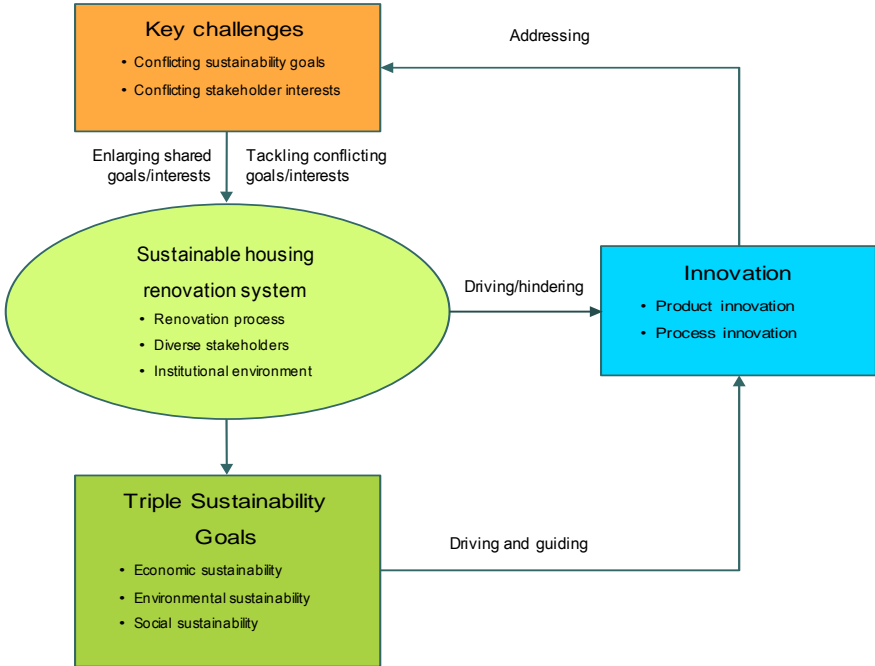 Key challenges
• Conflicting sustainability goals
• Conflicting stakeholder interests
Addressing
Enlarging shared
goals/interests
Tackling conflicting
goals/interests
Sustainable housing
renovation system
• Renovation process
• Diverse stakeholders
• Institutional environment
Driving/hindering
Innovation
• Product innovation
• Process innovation
Triple Sustainability
Goals
• Economic sustainability
• Environmental sustainability
• Social sustainability
Driving and guiding